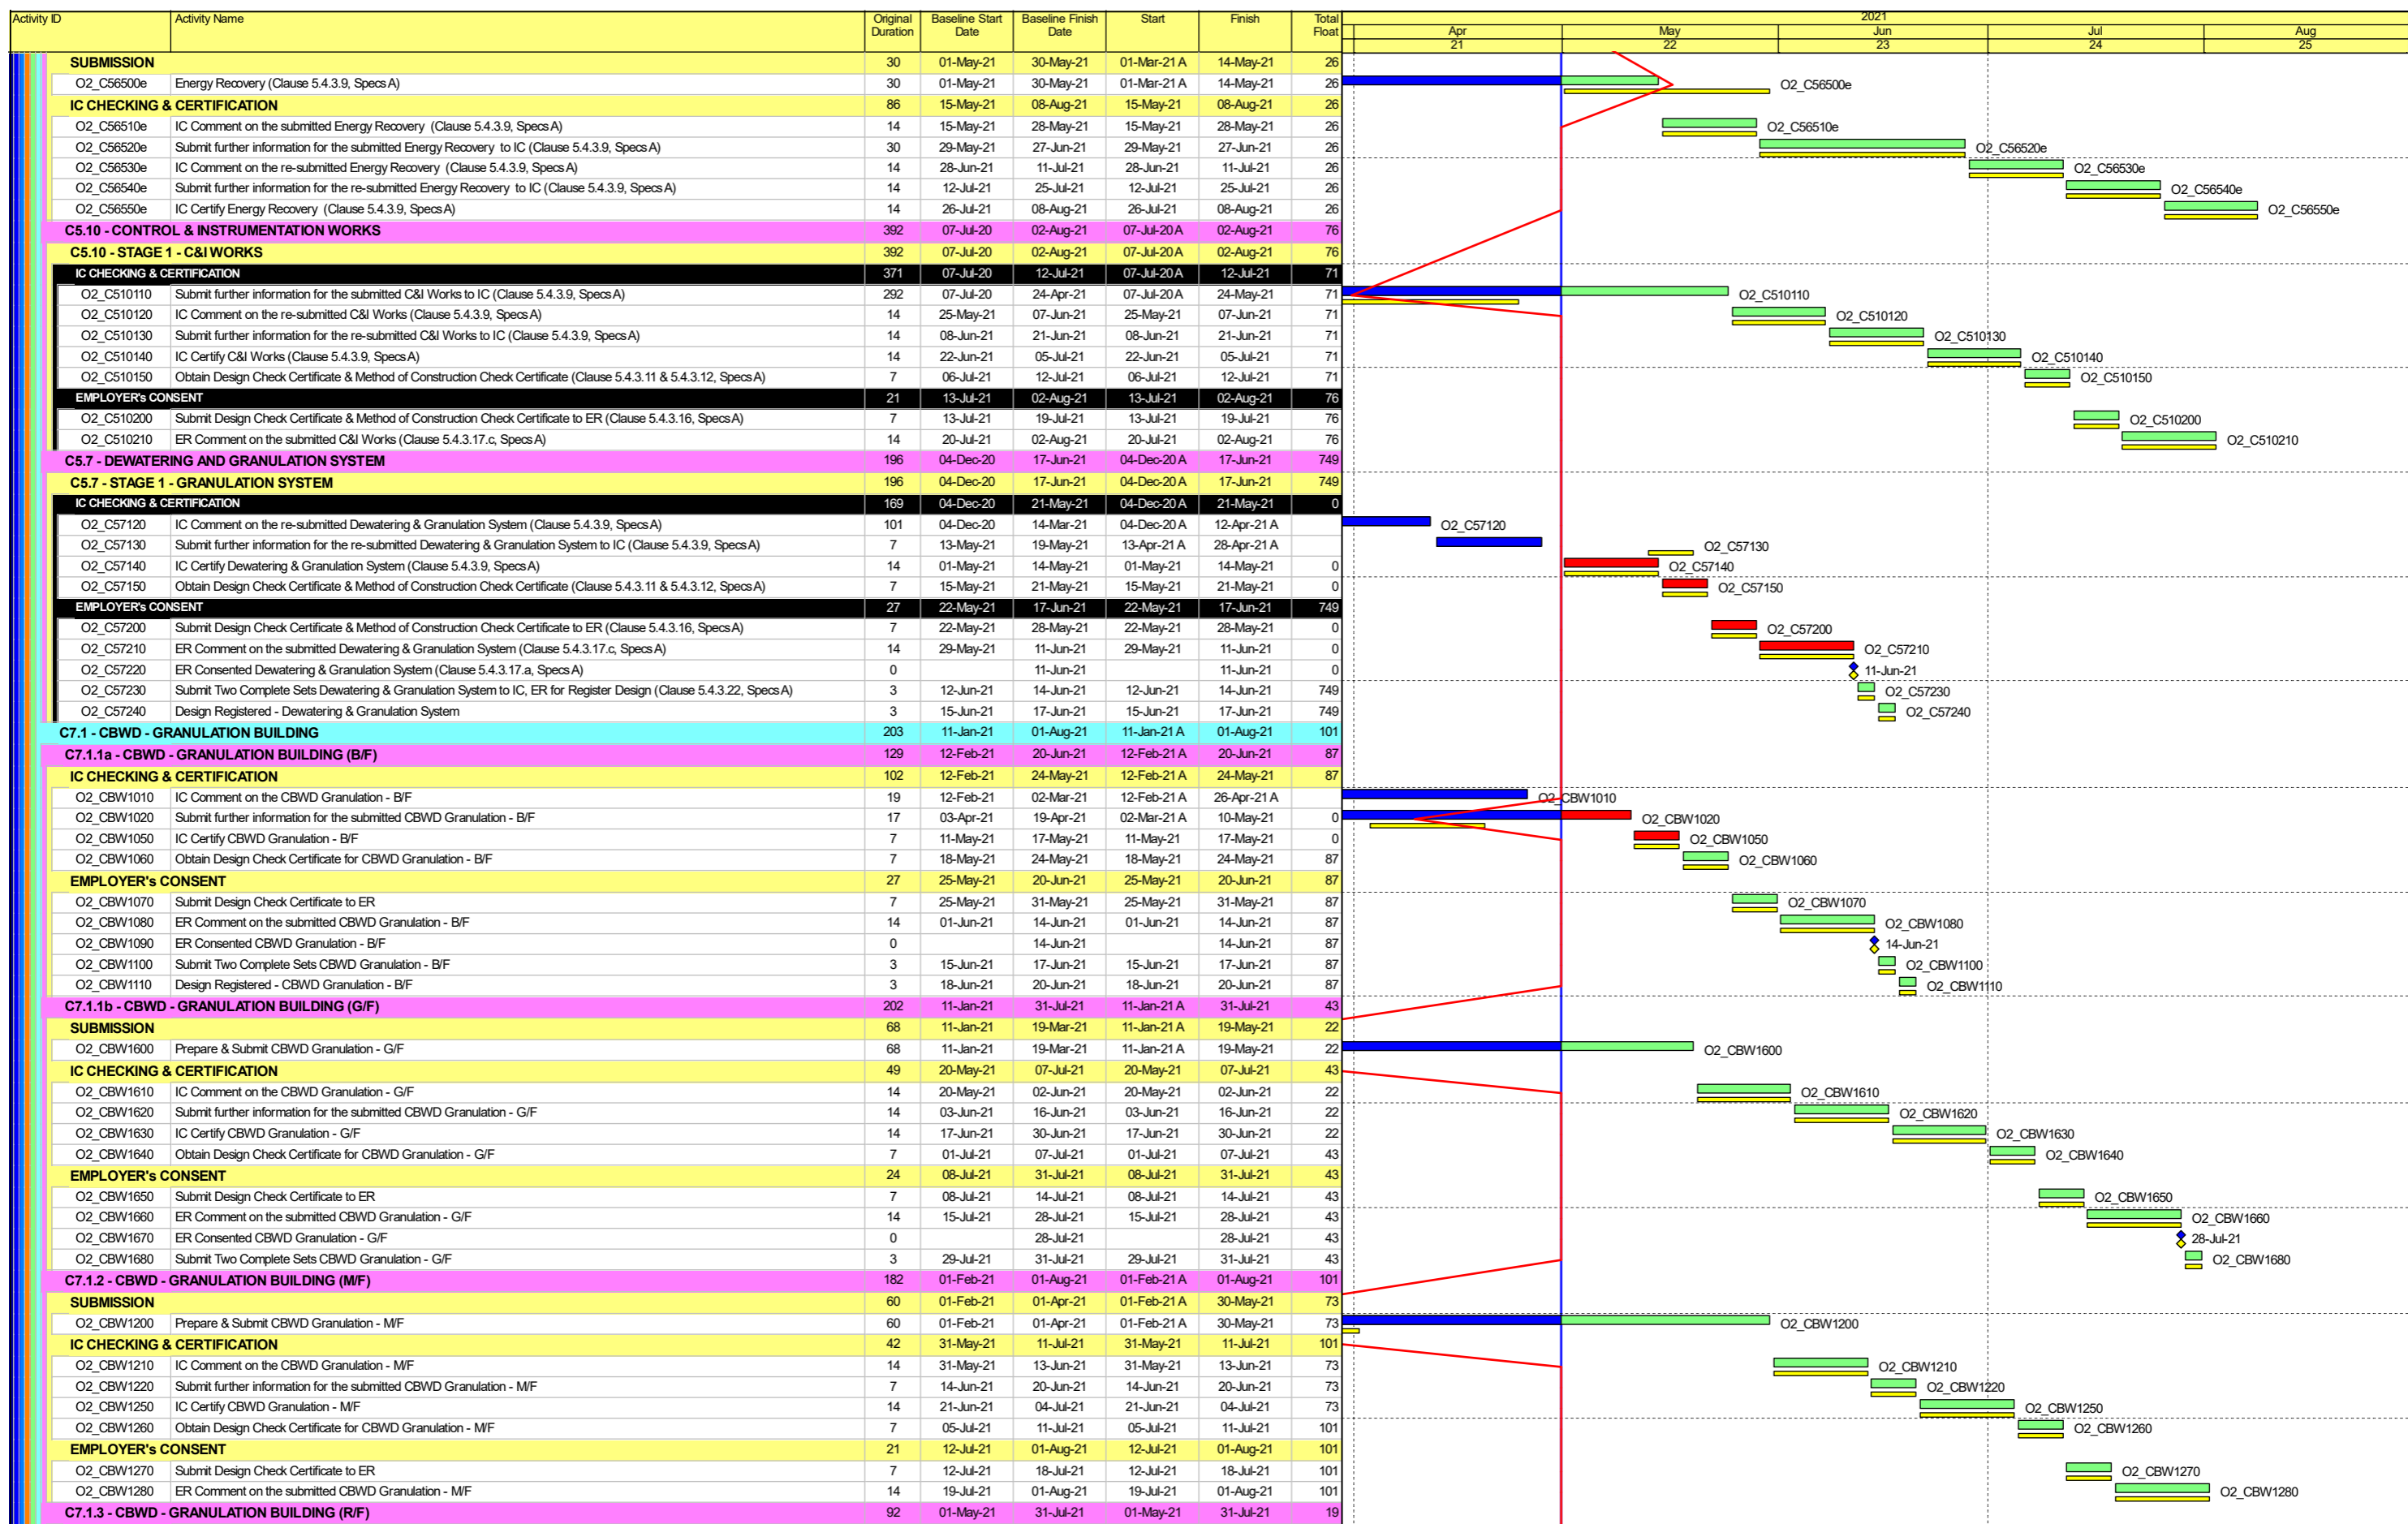 Activity ID Activity Name Original Duration Baseline Start Date Baseline Finish Date Start Finish Total Float 2021
Apr May Jun Jul Aug
21 22 23 24 25
SUBMISSION 30 01-May-21 30-May-21 01-Mar-21 A 14-May-21 26
O2_C56500e Energy Recovery (Clause 5.4.3.9, Specs A) 30 01-May-21 30-May-21 01-Mar-21 A 14-May-21 26 O2_C56500e
IC CHECKING & CERTIFICATION 86 15-May-21 08-Aug-21 15-May-21 08-Aug-21 26
O2_C56510e IC Comment on the submitted Energy Recovery (Clause 5.4.3.9, Specs A) 14 15-May-21 28-May-21 15-May-21 28-May-21 26 O2_C56510e
O2_C56520e Submit further information for the submitted Energy Recovery to IC (Clause 5.4.3.9, Specs A) 30 29-May-21 27-Jun-21 29-May-21 27-Jun-21 26 O2_C56520e
O2_C56530e IC Comment on the re-submitted Energy Recovery (Clause 5.4.3.9, Specs A) 14 28-Jun-21 11-Jul-21 28-Jun-21 11-Jul-21 26 O2_C56530e
O2_C56540e Submit further information for the re-submitted Energy Recovery to IC (Clause 5.4.3.9, Specs A) 14 12-Jul-21 25-Jul-21 12-Jul-21 25-Jul-21 26 O2_C56540e
O2_C56550e IC Certify Energy Recovery (Clause 5.4.3.9, Specs A) 14 26-Jul-21 08-Aug-21 26-Jul-21 08-Aug-21 26 O2_C56550e
C5.10 - CONTROL & INSTRUMENTATION WORKS 392 07-Jul-20 02-Aug-21 07-Jul-20 A 02-Aug-21 76
C5.10 - STAGE 1 - C&I WORKS 392 07-Jul-20 02-Aug-21 07-Jul-20 A 02-Aug-21 76
IC CHECKING & CERTIFICATION 371 07-Jul-20 12-Jul-21 07-Jul-20 A 12-Jul-21 71
O2_C510110 Submit further information for the submitted C&I Works to IC (Clause 5.4.3.9, Specs A) 292 07-Jul-20 24-Apr-21 07-Jul-20 A 24-May-21 71 O2_C510110
O2_C510120 IC Comment on the re-submitted C&I Works (Clause 5.4.3.9, Specs A) 14 25-May-21 07-Jun-21 25-May-21 07-Jun-21 71 O2_C510120
O2_C510130 Submit further information for the re-submitted C&I Works to IC (Clause 5.4.3.9, Specs A) 14 08-Jun-21 21-Jun-21 08-Jun-21 21-Jun-21 71 O2_C510130
O2_C510140 IC Certify C&I Works (Clause 5.4.3.9, Specs A) 14 22-Jun-21 05-Jul-21 22-Jun-21 05-Jul-21 71 O2_C510140
O2_C510150 Obtain Design Check Certificate & Method of Construction Check Certificate (Clause 5.4.3.11 & 5.4.3.12, Specs A) 7 06-Jul-21 12-Jul-21 06-Jul-21 12-Jul-21 71 O2_C510150
EMPLOYER's CONSENT 21 13-Jul-21 02-Aug-21 13-Jul-21 02-Aug-21 76
O2_C510200 Submit Design Check Certificate & Method of Construction Check Certificate to ER (Clause 5.4.3.16, Specs A) 7 13-Jul-21 19-Jul-21 13-Jul-21 19-Jul-21 76 O2_C510200
O2_C510210 ER Comment on the submitted C&I Works (Clause 5.4.3.17.c, Specs A) 14 20-Jul-21 02-Aug-21 20-Jul-21 02-Aug-21 76 O2_C510210
C5.7 - DEWATERING AND GRANULATION SYSTEM 196 04-Dec-20 17-Jun-21 04-Dec-20 A 17-Jun-21 749
C5.7 - STAGE 1 - GRANULATION SYSTEM 196 04-Dec-20 17-Jun-21 04-Dec-20 A 17-Jun-21 749
IC CHECKING & CERTIFICATION 169 04-Dec-20 21-May-21 04-Dec-20 A 21-May-21 0
O2_C57120 IC Comment on the re-submitted Dewatering & Granulation System (Clause 5.4.3.9, Specs A) 101 04-Dec-20 14-Mar-21 04-Dec-20 A 12-Apr-21 A O2_C57120
O2_C57130 Submit further information for the re-submitted Dewatering & Granulation System to IC (Clause 5.4.3.9, Specs A) 7 13-May-21 19-May-21 13-Apr-21 A 28-Apr-21 A O2_C57130
O2_C57140 IC Certify Dewatering & Granulation System (Clause 5.4.3.9, Specs A) 14 01-May-21 14-May-21 01-May-21 14-May-21 0 O2_C57140
O2_C57150 Obtain Design Check Certificate & Method of Construction Check Certificate (Clause 5.4.3.11 & 5.4.3.12, Specs A) 7 15-May-21 21-May-21 15-May-21 21-May-21 0 O2_C57150
EMPLOYER's CONSENT 27 22-May-21 17-Jun-21 22-May-21 17-Jun-21 749
O2_C57200 Submit Design Check Certificate & Method of Construction Check Certificate to ER (Clause 5.4.3.16, Specs A) 7 22-May-21 28-May-21 22-May-21 28-May-21 0 O2_C57200
O2_C57210 ER Comment on the submitted Dewatering & Granulation System (Clause 5.4.3.17.c, Specs A) 14 29-May-21 11-Jun-21 29-May-21 11-Jun-21 0 O2_C57210
O2_C57220 ER Consented Dewatering & Granulation System (Clause 5.4.3.17.a, Specs A) 0 11-Jun-21 11-Jun-21 0 11-Jun-21
O2_C57230 Submit Two Complete Sets Dewatering & Granulation System to IC, ER for Register Design (Clause 5.4.3.22, Specs A) 3 12-Jun-21 14-Jun-21 12-Jun-21 14-Jun-21 749 O2_C57230
O2_C57240 Design Registered - Dewatering & Granulation System 3 15-Jun-21 17-Jun-21 15-Jun-21 17-Jun-21 749 O2_C57240
C7.1 - CBWD - GRANULATION BUILDING 203 11-Jan-21 01-Aug-21 11-Jan-21 A 01-Aug-21 101
C7.1.1a - CBWD - GRANULATION BUILDING (B/F) 129 12-Feb-21 20-Jun-21 12-Feb-21 A 20-Jun-21 87
IC CHECKING & CERTIFICATION 102 12-Feb-21 24-May-21 12-Feb-21 A 24-May-21 87
O2_CBW1010 IC Comment on the CBWD Granulation - B/F 19 12-Feb-21 02-Mar-21 12-Feb-21 A 26-Apr-21 A O2_CBW1010
O2_CBW1020 Submit further information for the submitted CBWD Granulation - B/F 17 03-Apr-21 19-Apr-21 02-Mar-21 A 10-May-21 0 O2_CBW1020
O2_CBW1050 IC Certify CBWD Granulation - B/F 7 11-May-21 17-May-21 11-May-21 17-May-21 0 O2_CBW1050
O2_CBW1060 Obtain Design Check Certificate for CBWD Granulation - B/F 7 18-May-21 24-May-21 18-May-21 24-May-21 87 O2_CBW1060
EMPLOYER's CONSENT 27 25-May-21 20-Jun-21 25-May-21 20-Jun-21 87
O2_CBW1070 Submit Design Check Certificate to ER 7 25-May-21 31-May-21 25-May-21 31-May-21 87 O2_CBW1070
O2_CBW1080 ER Comment on the submitted CBWD Granulation - B/F 14 01-Jun-21 14-Jun-21 01-Jun-21 14-Jun-21 87 O2_CBW1080
O2_CBW1090 ER Consented CBWD Granulation - B/F 0 14-Jun-21 14-Jun-21 87 14-Jun-21
O2_CBW1100 Submit Two Complete Sets CBWD Granulation - B/F 3 15-Jun-21 17-Jun-21 15-Jun-21 17-Jun-21 87 O2_CBW1100
O2_CBW1110 Design Registered - CBWD Granulation - B/F 3 18-Jun-21 20-Jun-21 18-Jun-21 20-Jun-21 87 O2_CBW1110
C7.1.1b - CBWD - GRANULATION BUILDING (G/F) 202 11-Jan-21 31-Jul-21 11-Jan-21 A 31-Jul-21 43
SUBMISSION 68 11-Jan-21 19-Mar-21 11-Jan-21 A 19-May-21 22
O2_CBW1600 Prepare & Submit CBWD Granulation - G/F 68 11-Jan-21 19-Mar-21 11-Jan-21 A 19-May-21 22 O2_CBW1600
IC CHECKING & CERTIFICATION 49 20-May-21 07-Jul-21 20-May-21 07-Jul-21 43
O2_CBW1610 IC Comment on the CBWD Granulation - G/F 14 20-May-21 02-Jun-21 20-May-21 02-Jun-21 22 O2_CBW1610
O2_CBW1620 Submit further information for the submitted CBWD Granulation - G/F 14 03-Jun-21 16-Jun-21 03-Jun-21 16-Jun-21 22 O2_CBW1620
O2_CBW1630 IC Certify CBWD Granulation - G/F 14 17-Jun-21 30-Jun-21 17-Jun-21 30-Jun-21 22 O2_CBW1630
O2_CBW1640 Obtain Design Check Certificate for CBWD Granulation - G/F 7 01-Jul-21 07-Jul-21 01-Jul-21 07-Jul-21 43 O2_CBW1640
EMPLOYER's CONSENT 24 08-Jul-21 31-Jul-21 08-Jul-21 31-Jul-21 43
O2_CBW1650 Submit Design Check Certificate to ER 7 08-Jul-21 14-Jul-21 08-Jul-21 14-Jul-21 43 O2_CBW1650
O2_CBW1660 ER Comment on the submitted CBWD Granulation - G/F 14 15-Jul-21 28-Jul-21 15-Jul-21 28-Jul-21 43 O2_CBW1660
O2_CBW1670 ER Consented CBWD Granulation - G/F 0 28-Jul-21 28-Jul-21 43 28-Jul-21
O2_CBW1680 Submit Two Complete Sets CBWD Granulation - G/F 3 29-Jul-21 31-Jul-21 29-Jul-21 31-Jul-21 43 O2_CBW1680
C7.1.2 - CBWD - GRANULATION BUILDING (M/F) 182 01-Feb-21 01-Aug-21 01-Feb-21 A 01-Aug-21 101
SUBMISSION 60 01-Feb-21 01-Apr-21 01-Feb-21 A 30-May-21 73
O2_CBW1200 Prepare & Submit CBWD Granulation - M/F 60 01-Feb-21 01-Apr-21 01-Feb-21 A 30-May-21 73 O2_CBW1200
IC CHECKING & CERTIFICATION 42 31-May-21 11-Jul-21 31-May-21 11-Jul-21 101
O2_CBW1210 IC Comment on the CBWD Granulation - M/F 14 31-May-21 13-Jun-21 31-May-21 13-Jun-21 73 O2_CBW1210
O2_CBW1220 Submit further information for the submitted CBWD Granulation - M/F 7 14-Jun-21 20-Jun-21 14-Jun-21 20-Jun-21 73 O2_CBW1220
O2_CBW1250 IC Certify CBWD Granulation - M/F 14 21-Jun-21 04-Jul-21 21-Jun-21 04-Jul-21 73 O2_CBW1250
O2_CBW1260 Obtain Design Check Certificate for CBWD Granulation - M/F 7 05-Jul-21 11-Jul-21 05-Jul-21 11-Jul-21 101 O2_CBW1260
EMPLOYER's CONSENT 21 12-Jul-21 01-Aug-21 12-Jul-21 01-Aug-21 101
O2_CBW1270 Submit Design Check Certificate to ER 7 12-Jul-21 18-Jul-21 12-Jul-21 18-Jul-21 101 O2_CBW1270
O2_CBW1280 ER Comment on the submitted CBWD Granulation - M/F 14 19-Jul-21 01-Aug-21 19-Jul-21 01-Aug-21 101 O2_CBW1280
C7.1.3 - CBWD - GRANULATION BUILDING (R/F) 92 01-May-21 31-Jul-21 01-May-21 31-Jul-21 19